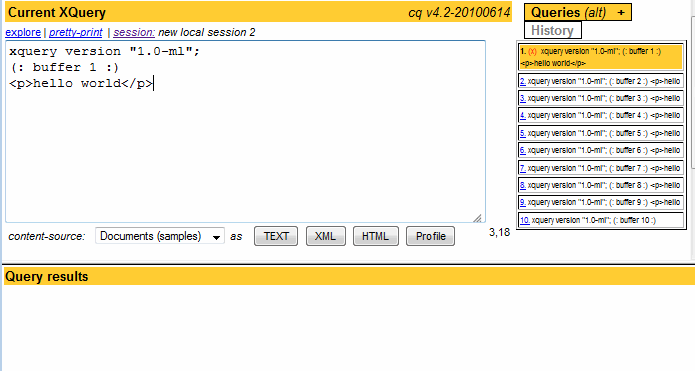 Current XQuery cq v4.2-20100614
explore | pretty-print | session: new local session 2
xquery version "1.0-ml";
(: buffer 1 :)
<p>hello world</p>
content-source: Documents (samples) as TEXT XML HTML Profile 3,18
Queries (alt) +
History
1. (x) xquery version "1.0-ml"; (: buffer 1 :)
<p>hello world</p>
2. xquery version "1.0-ml"; (: buffer 2 :) <p>hello
3. xquery version "1.0-ml"; (: buffer 3 :) <p>hello
4. xquery version "1.0-ml"; (: buffer 4 :) <p>hello
5. xquery version "1.0-ml"; (: buffer 5 :) <p>hello
6. xquery version "1.0-ml"; (: buffer 6 :) <p>hello
7. xquery version "1.0-ml"; (: buffer 7 :) <p>hello
8. xquery version "1.0-ml"; (: buffer 8 :) <p>hello
9. xquery version "1.0-ml"; (: buffer 9 :) <p>hello
10. xquery version "1.0-ml"; (: buffer 10 :)
Query results